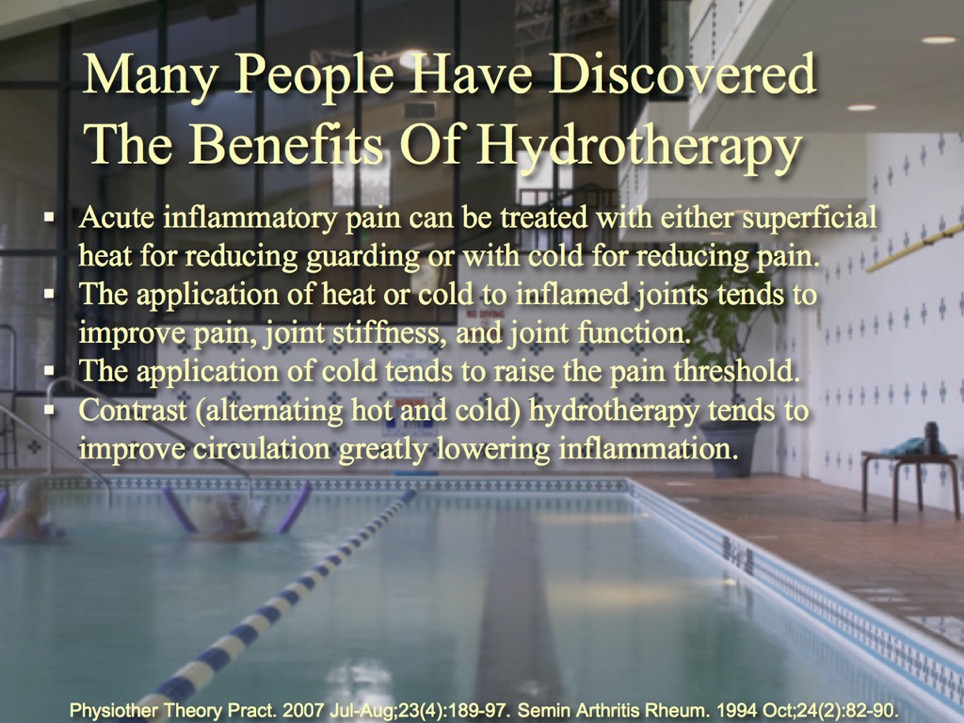 Many People Have Discovered
The Benefits Of Hydrotherapy
▪ Acute inflammatory pain can be treated with either superficial
heat for reducing guarding or with cold for reducing pain.
▪ The application of heat or cold to inflamed joints tends to
improve pain, joint stiffness, and joint function.
▪ The application of cold tends to raise the pain threshold.
▪ Contrast (alternating hot and cold) hydrotherapy tends to
improve circulation greatly lowering inflammation.
NO DIVING
Physiother Theory Pract. 2007 Jul-Aug;23(4):189-97. Semin Arthritis Rheum. 1994 Oct;24(2):82-90.